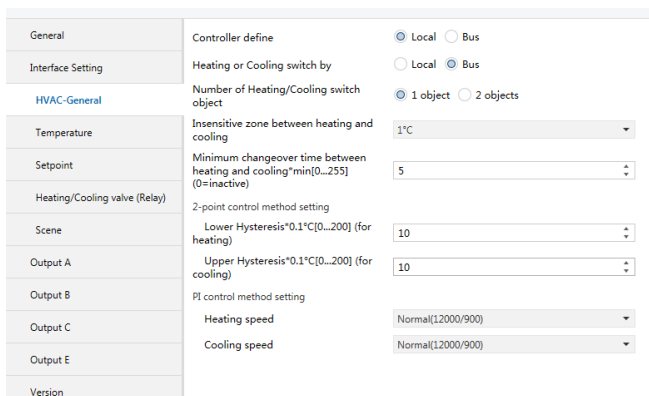 General
Interface Setting
HVAC-General
Temperature
Setpoint
Heating/Cooling valve (Relay)
Scene
Output A
Output B
Output C
Output E
Version
Controller define
Local Bus
Heating or Cooling switch by
Local Bus
Number of Heating/Cooling switch
object
1 object 2 objects
Insensitive zone between heating and
cooling
1°C
Minimum changeover time between
heating and cooling*min[0...255]
(0=inactive)
5
2-point control method setting
Lower Hysteresis*0.1°C[0...200] (for
heating)
10
Upper Hysteresis*0.1°C[0...200] (for
cooling)
10
PI control method setting
Heating speed
Normal(12000/900)
Cooling speed
Normal(12000/900)